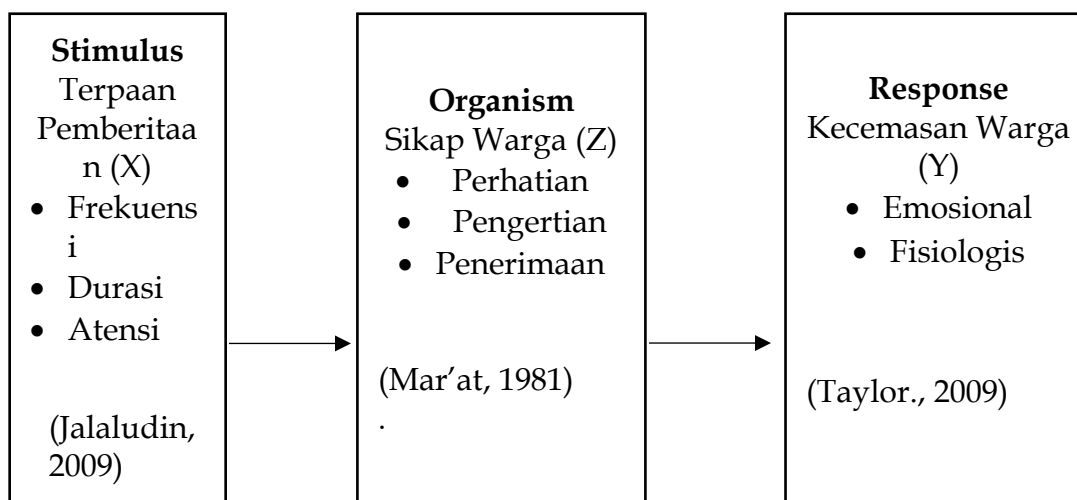 Stimulus
Terpaan
Pemberitaa
n (X)
• Frekuens
i
• Durasi
• Atensi
(Jalaludin,
2009)
Organism
Sikap Warga (Z)
• Perhatian
• Pengertian
• Penerimaan
(Mar’at, 1981)
.
Response
Kecemasan Warga
(Y)
• Emosional
• Fisiologis
(Taylor., 2009)